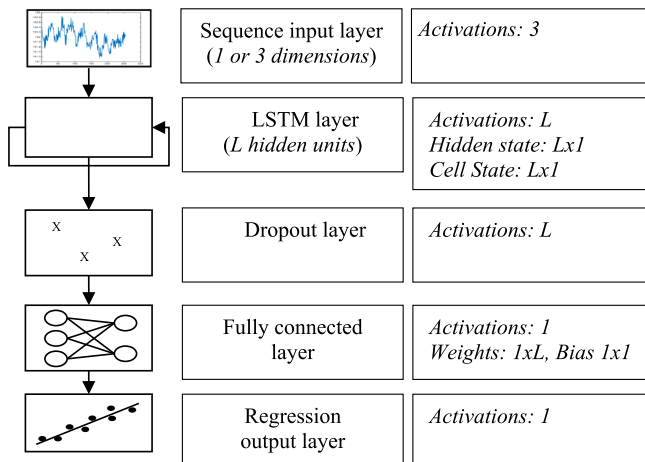 Sequence input layer
(1 or 3 dimensions)
Activations: 3
LSTM layer
(L hidden units)
Activations: L
Hidden state: Lx1
Cell State: Lx1
X
X
X
Dropout layer
Activations: L
Fully connected
layer
Activations: 1
Weights: 1xL, Bias 1x1
Regression
output layer
Activations: 1